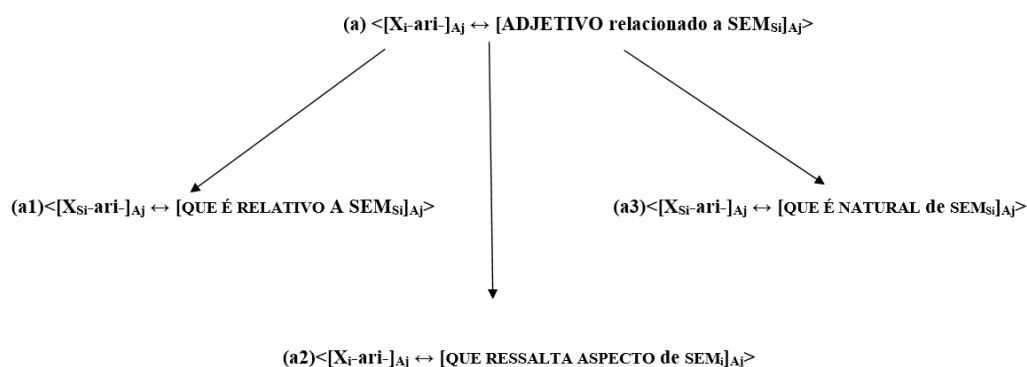 (a) <[Xᵢ-ari-]Aj ↔ [ADJETIVO relacionado a SEMSi]Aj>
(a1)<[XSi-ari-]Aj ↔ [QUE É RELATIVO A SEMSi]Aj>
(a3)<[XSi-ari-]Aj ↔ [QUE É NATURAL de SEMSi]Aj>
(a2)<[Xᵢ-ari-]Aj ↔ [QUE RESSALTA ASPECTO de SEMᵢ]Aj>